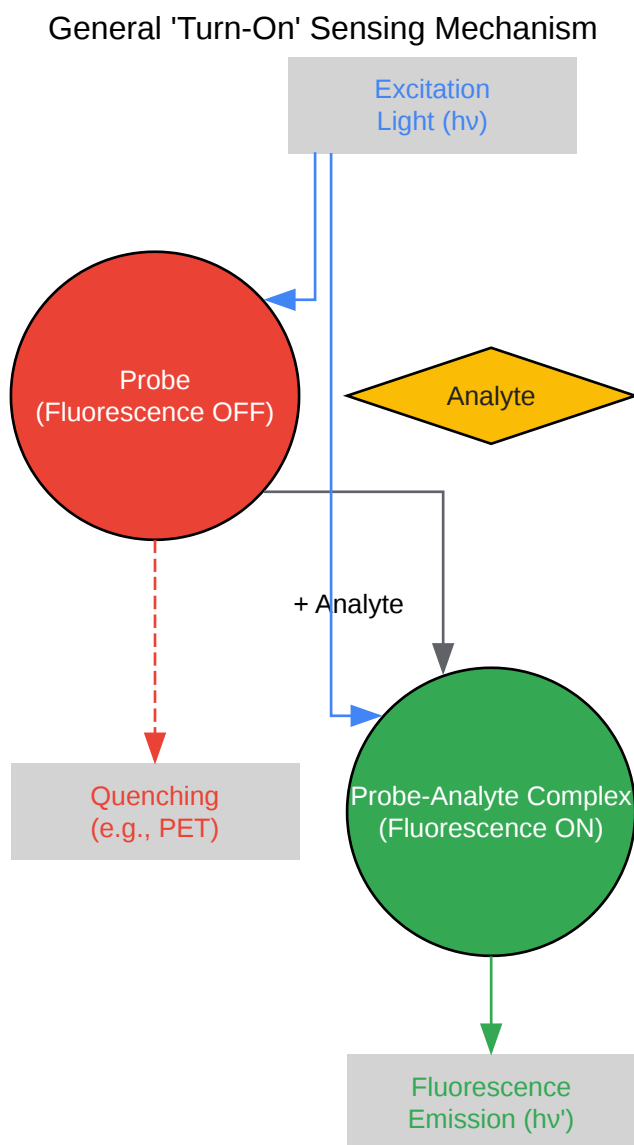 General 'Turn-On' Sensing Mechanism
Excitation
Light (hν)
Probe
(Fluorescence OFF)
Analyte
+ Analyte
Quenching
(e.g., PET)
Probe-Analyte Complex
(Fluorescence ON)
Fluorescence
Emission (hν')